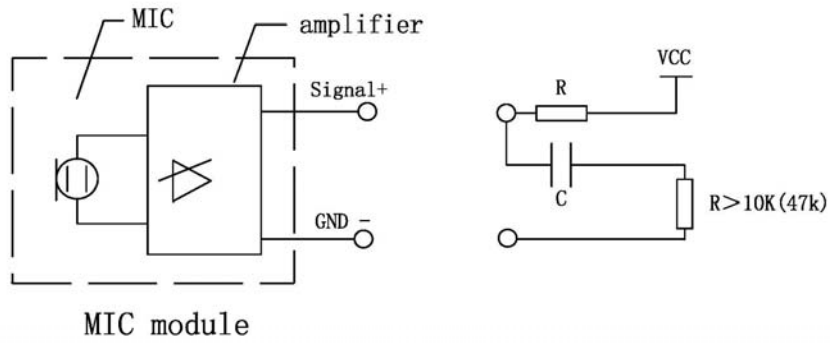 MIC
amplifier
Signal+
GND -
MIC module
VCC
R
C
R>10K(47k)